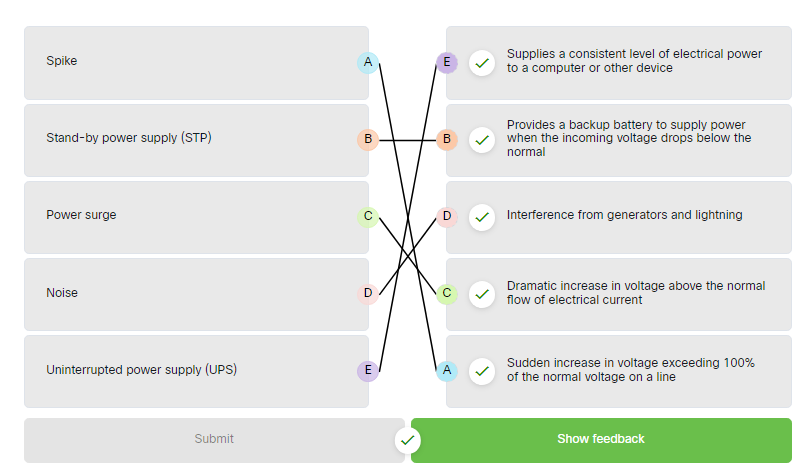 Spike
A
E
Supplies a consistent level of electrical power
to a computer or other device
Stand-by power supply (STP)
B
B
Provides a backup battery to supply power
when the incoming voltage drops below the
normal
Power surge
C
D
Interference from generators and lightning
Noise
D
C
Dramatic increase in voltage above the normal
flow of electrical current
Uninterrupted power supply (UPS)
E
A
Sudden increase in voltage exceeding 100%
of the normal voltage on a line
Submit
Show feedback